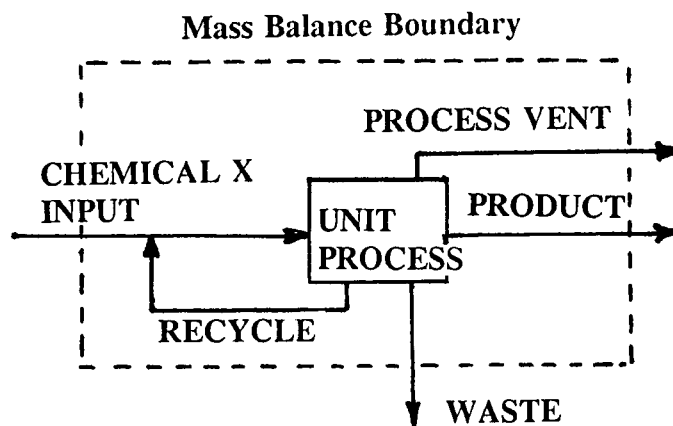 Mass Balance Boundary
PROCESS VENT
CHEMICAL X
INPUT
PRODUCT
UNIT
PROCESS
RECYCLE
WASTE